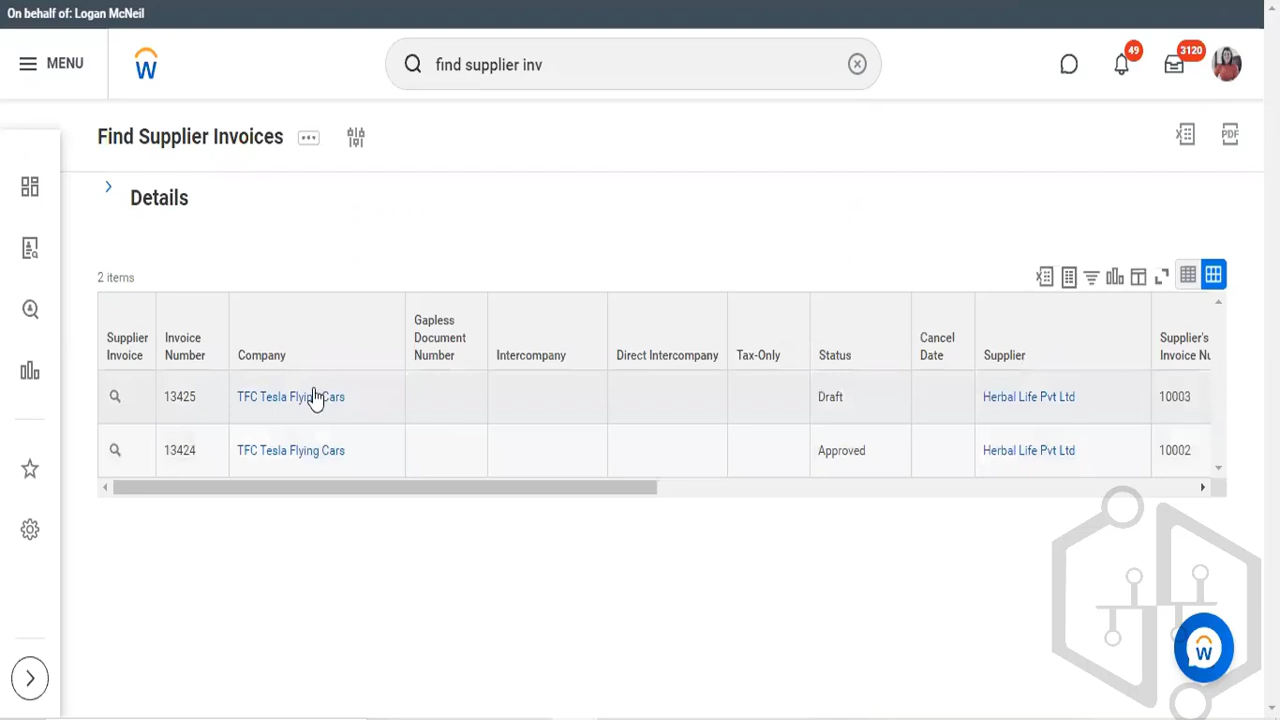 On behalf of: Logan McNeil
MENU
find supplier inv
49
3120
Find Supplier Invoices
PDF
Details
2 items
Supplier Invoice
Invoice Number
Company
Gapless Document Number
Intercompany
Direct Intercompany
Tax-Only
Status
Cancel Date
Supplier
Supplier's Invoice Nu
13425 TFC Tesla Flying Cars Draft Herbal Life Pvt Ltd 10003
13424 TFC Tesla Flying Cars Approved Herbal Life Pvt Ltd 10002